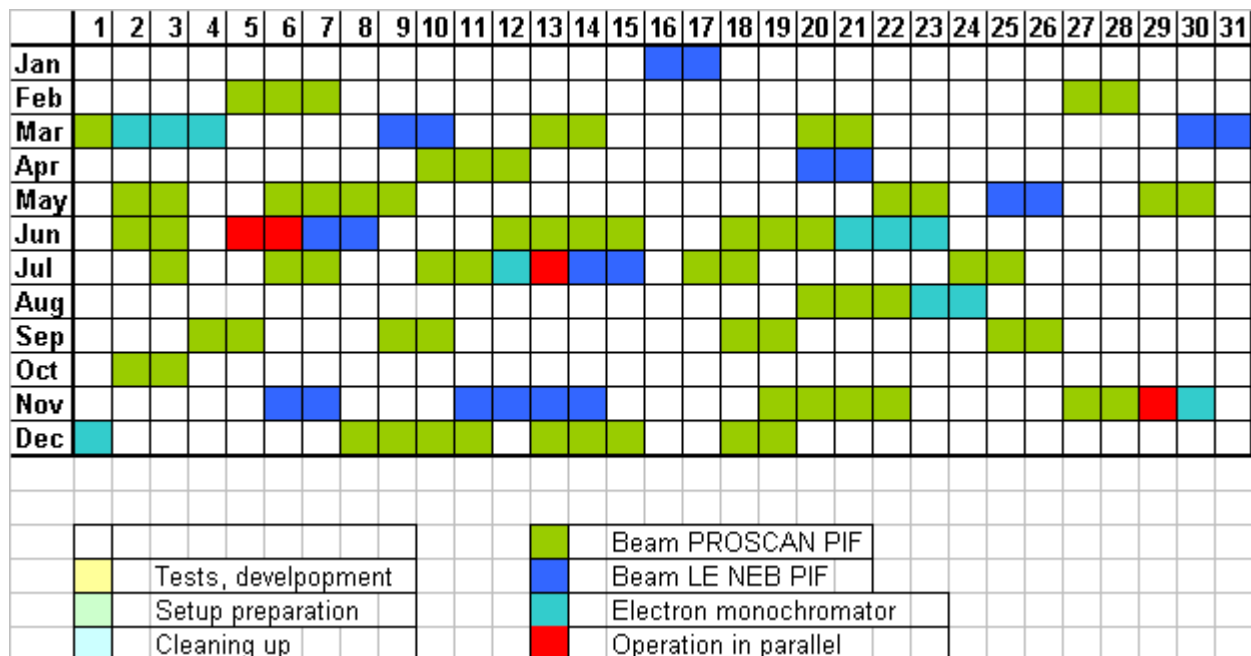 1 2 3 4 5 6 7 8 9 10 11 12 13 14 15 16 17 18 19 20 21 22 23 24 25 26 27 28 29 30 31
Jan
Feb
Mar
Apr
May
Jun
Jul
Aug
Sep
Oct
Nov
Dec
Beam PROSCAN PIF
Tests, develpopment Beam LE NEB PIF
Setup preparation Electron monochromator
Cleaning up Operation in parallel